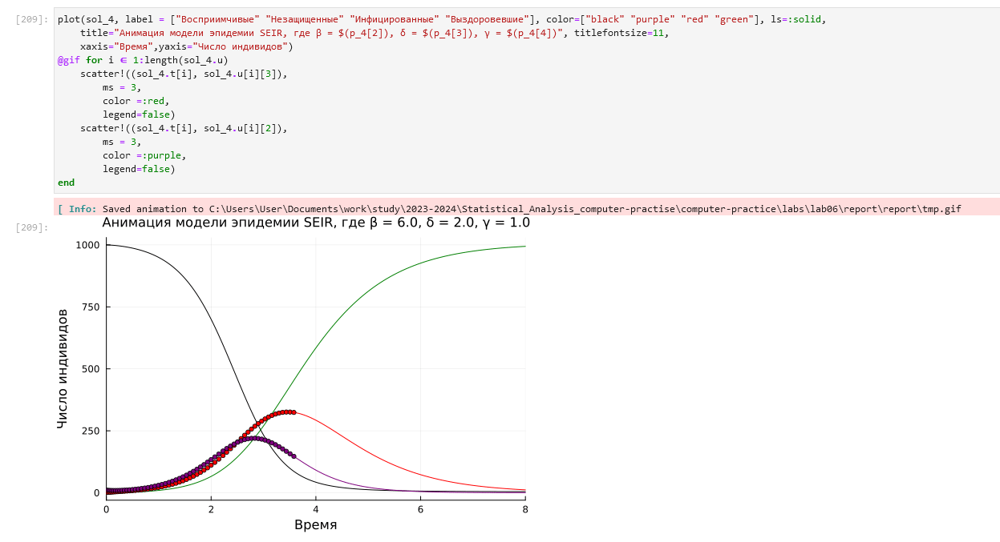 [209]:
plot(sol_4, label = ["Восприимчивые" "Незащищенные" "Инфицированные" "Выздоровевшие"], color=["black" "purple" "red" "green"], ls=:solid,
title="Анимация модели эпидемии SEIR, где β = $(p_4[2]), δ = $(p_4[3]), γ = $(p_4[4])", titlefontsize=11,
xaxis="Время",yaxis="Число индивидов")
@gif for i ∈ 1:length(sol_4.u)
scatter!((sol_4.t[i], sol_4.u[i][3]),
ms = 3,
color =:red,
legend=false)
scatter!((sol_4.t[i], sol_4.u[i][2]),
ms = 3,
color =:purple,
legend=false)
end
[ Info: Saved animation to C:\Users\User\Documents\work\study\2023-2024\Statistical_Analysis_computer-practise\computer-practice\labs\lab06\report\report\tmp.gif
[209]:
Анимация модели эпидемии SEIR, где β = 6.0, δ = 2.0, γ = 1.0
1000
750
500
250
0
Число индивидов
0 2 4 6 8
Время